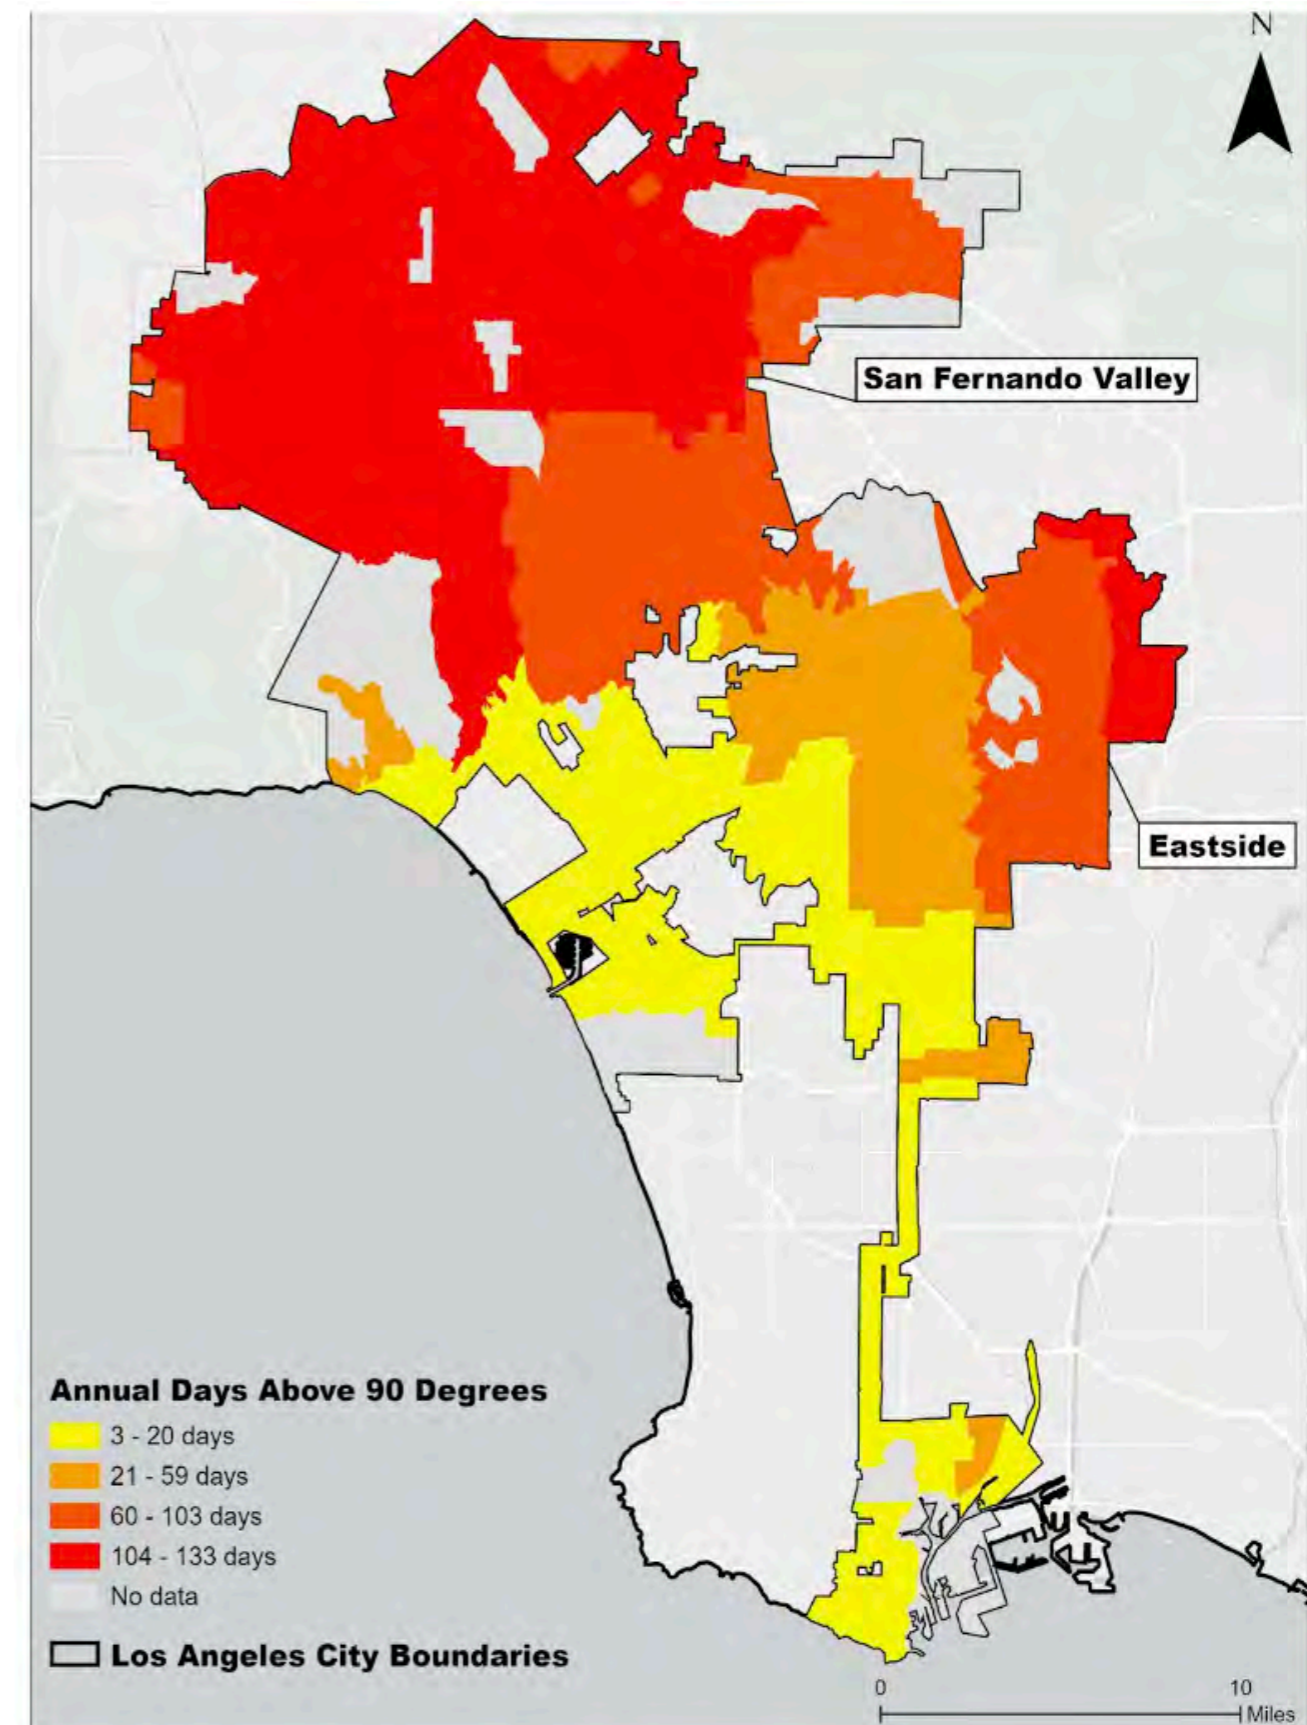 N
San Fernando Valley
Eastside
Annual Days Above 90 Degrees
3 - 20 days
21 - 59 days
60 - 103 days
104 - 133 days
No data
Los Angeles City Boundaries
0 10
Miles